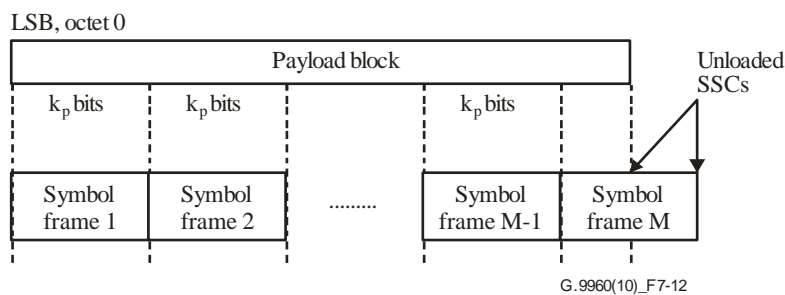 LSB, octet 0
Payload block
Unloaded
SSCs
kp bits
kp bits
kp bits
Symbol
frame 1
Symbol
frame 2
.........
Symbol
frame M-1
Symbol
frame M
G.9960(10)_F7-12